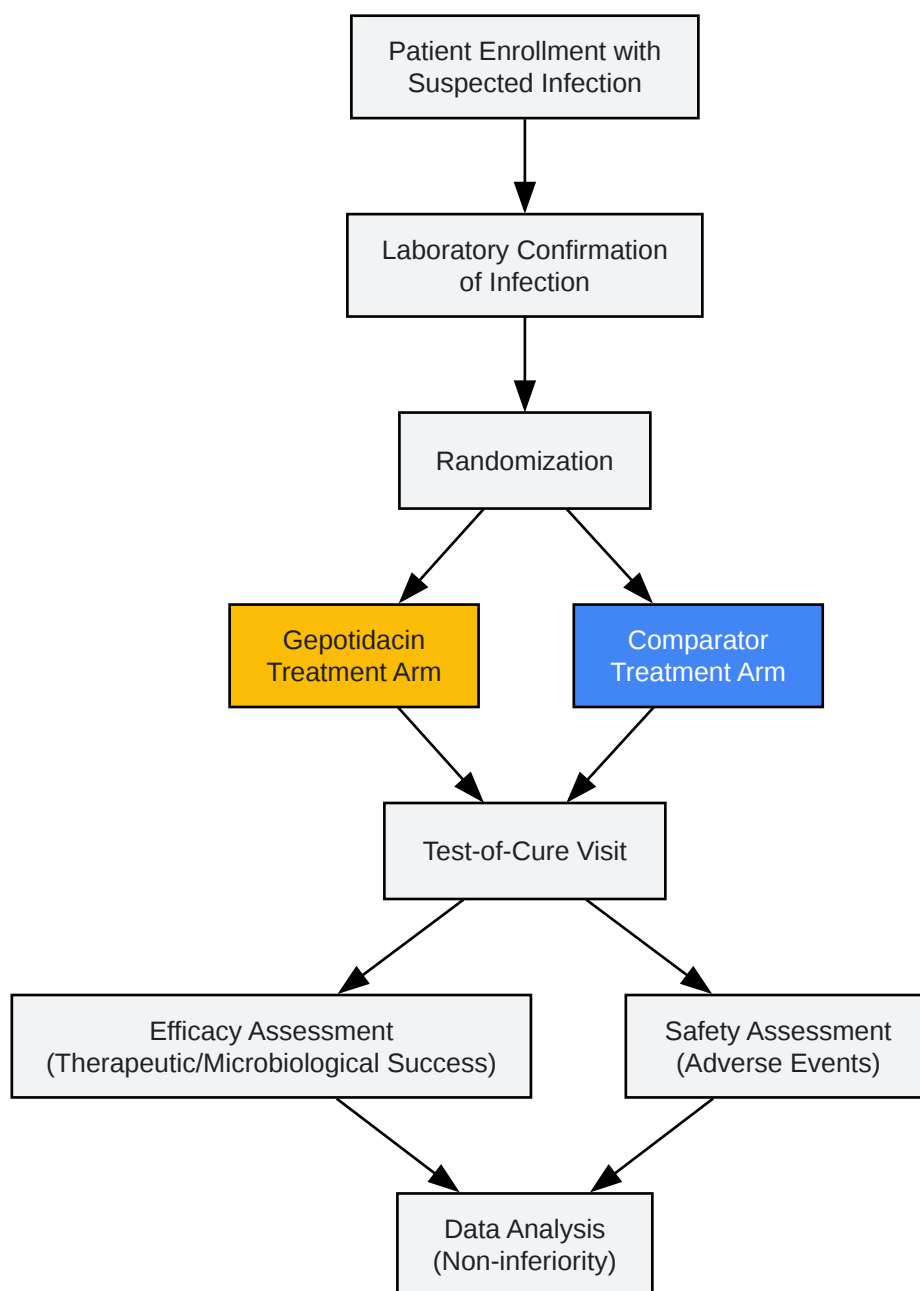 Patient Enrollment with
Suspected Infection
Laboratory Confirmation
of Infection
Randomization
Gepotidacin
Treatment Arm
Comparator
Treatment Arm
Test-of-Cure Visit
Efficacy Assessment
(Therapeutic/Microbiological Success)
Safety Assessment
(Adverse Events)
Data Analysis
(Non-inferiority)